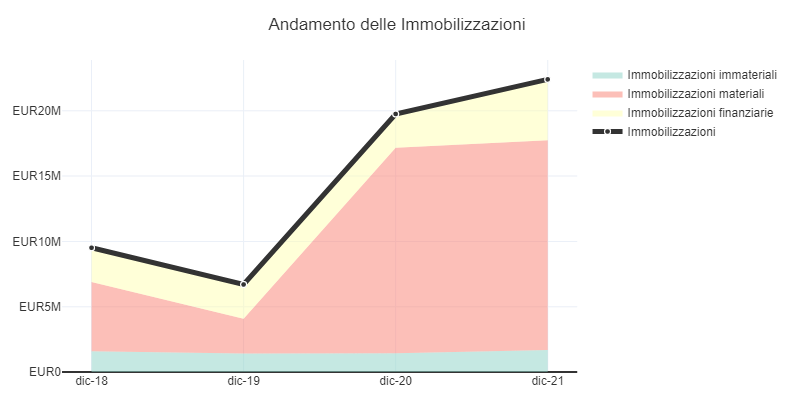 Andamento delle Immobilizzazioni
EUR20M
EUR15M
EUR10M
EUR5M
EUR0
dic-18
dic-19
dic-20
dic-21
Immobilizzazioni immateriali
Immobilizzazioni materiali
Immobilizzazioni finanziarie
Immobilizzazioni